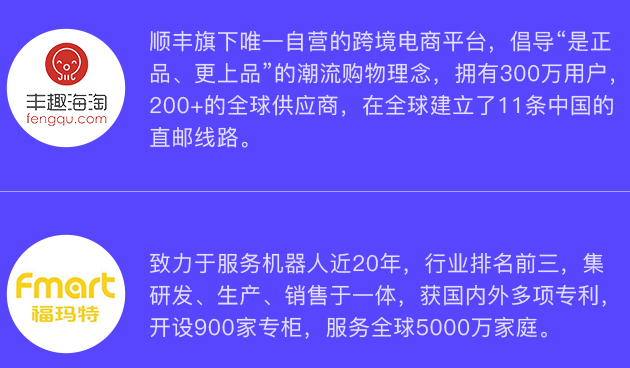 顺丰旗下唯一自营的跨境电商平台，倡导“是正
品、更上品”的潮流购物理念，拥有300万用户，
200+的全球供应商，在全球建立了11条中国的
直邮线路。
丰趣海淘
fengqu.com
致力于服务机器人近20年，行业排名前三，集
研发、生产、销售于一体，获国内外多项专利，
开设900家专柜，服务全球5000万家庭。
Fmart
福玛特